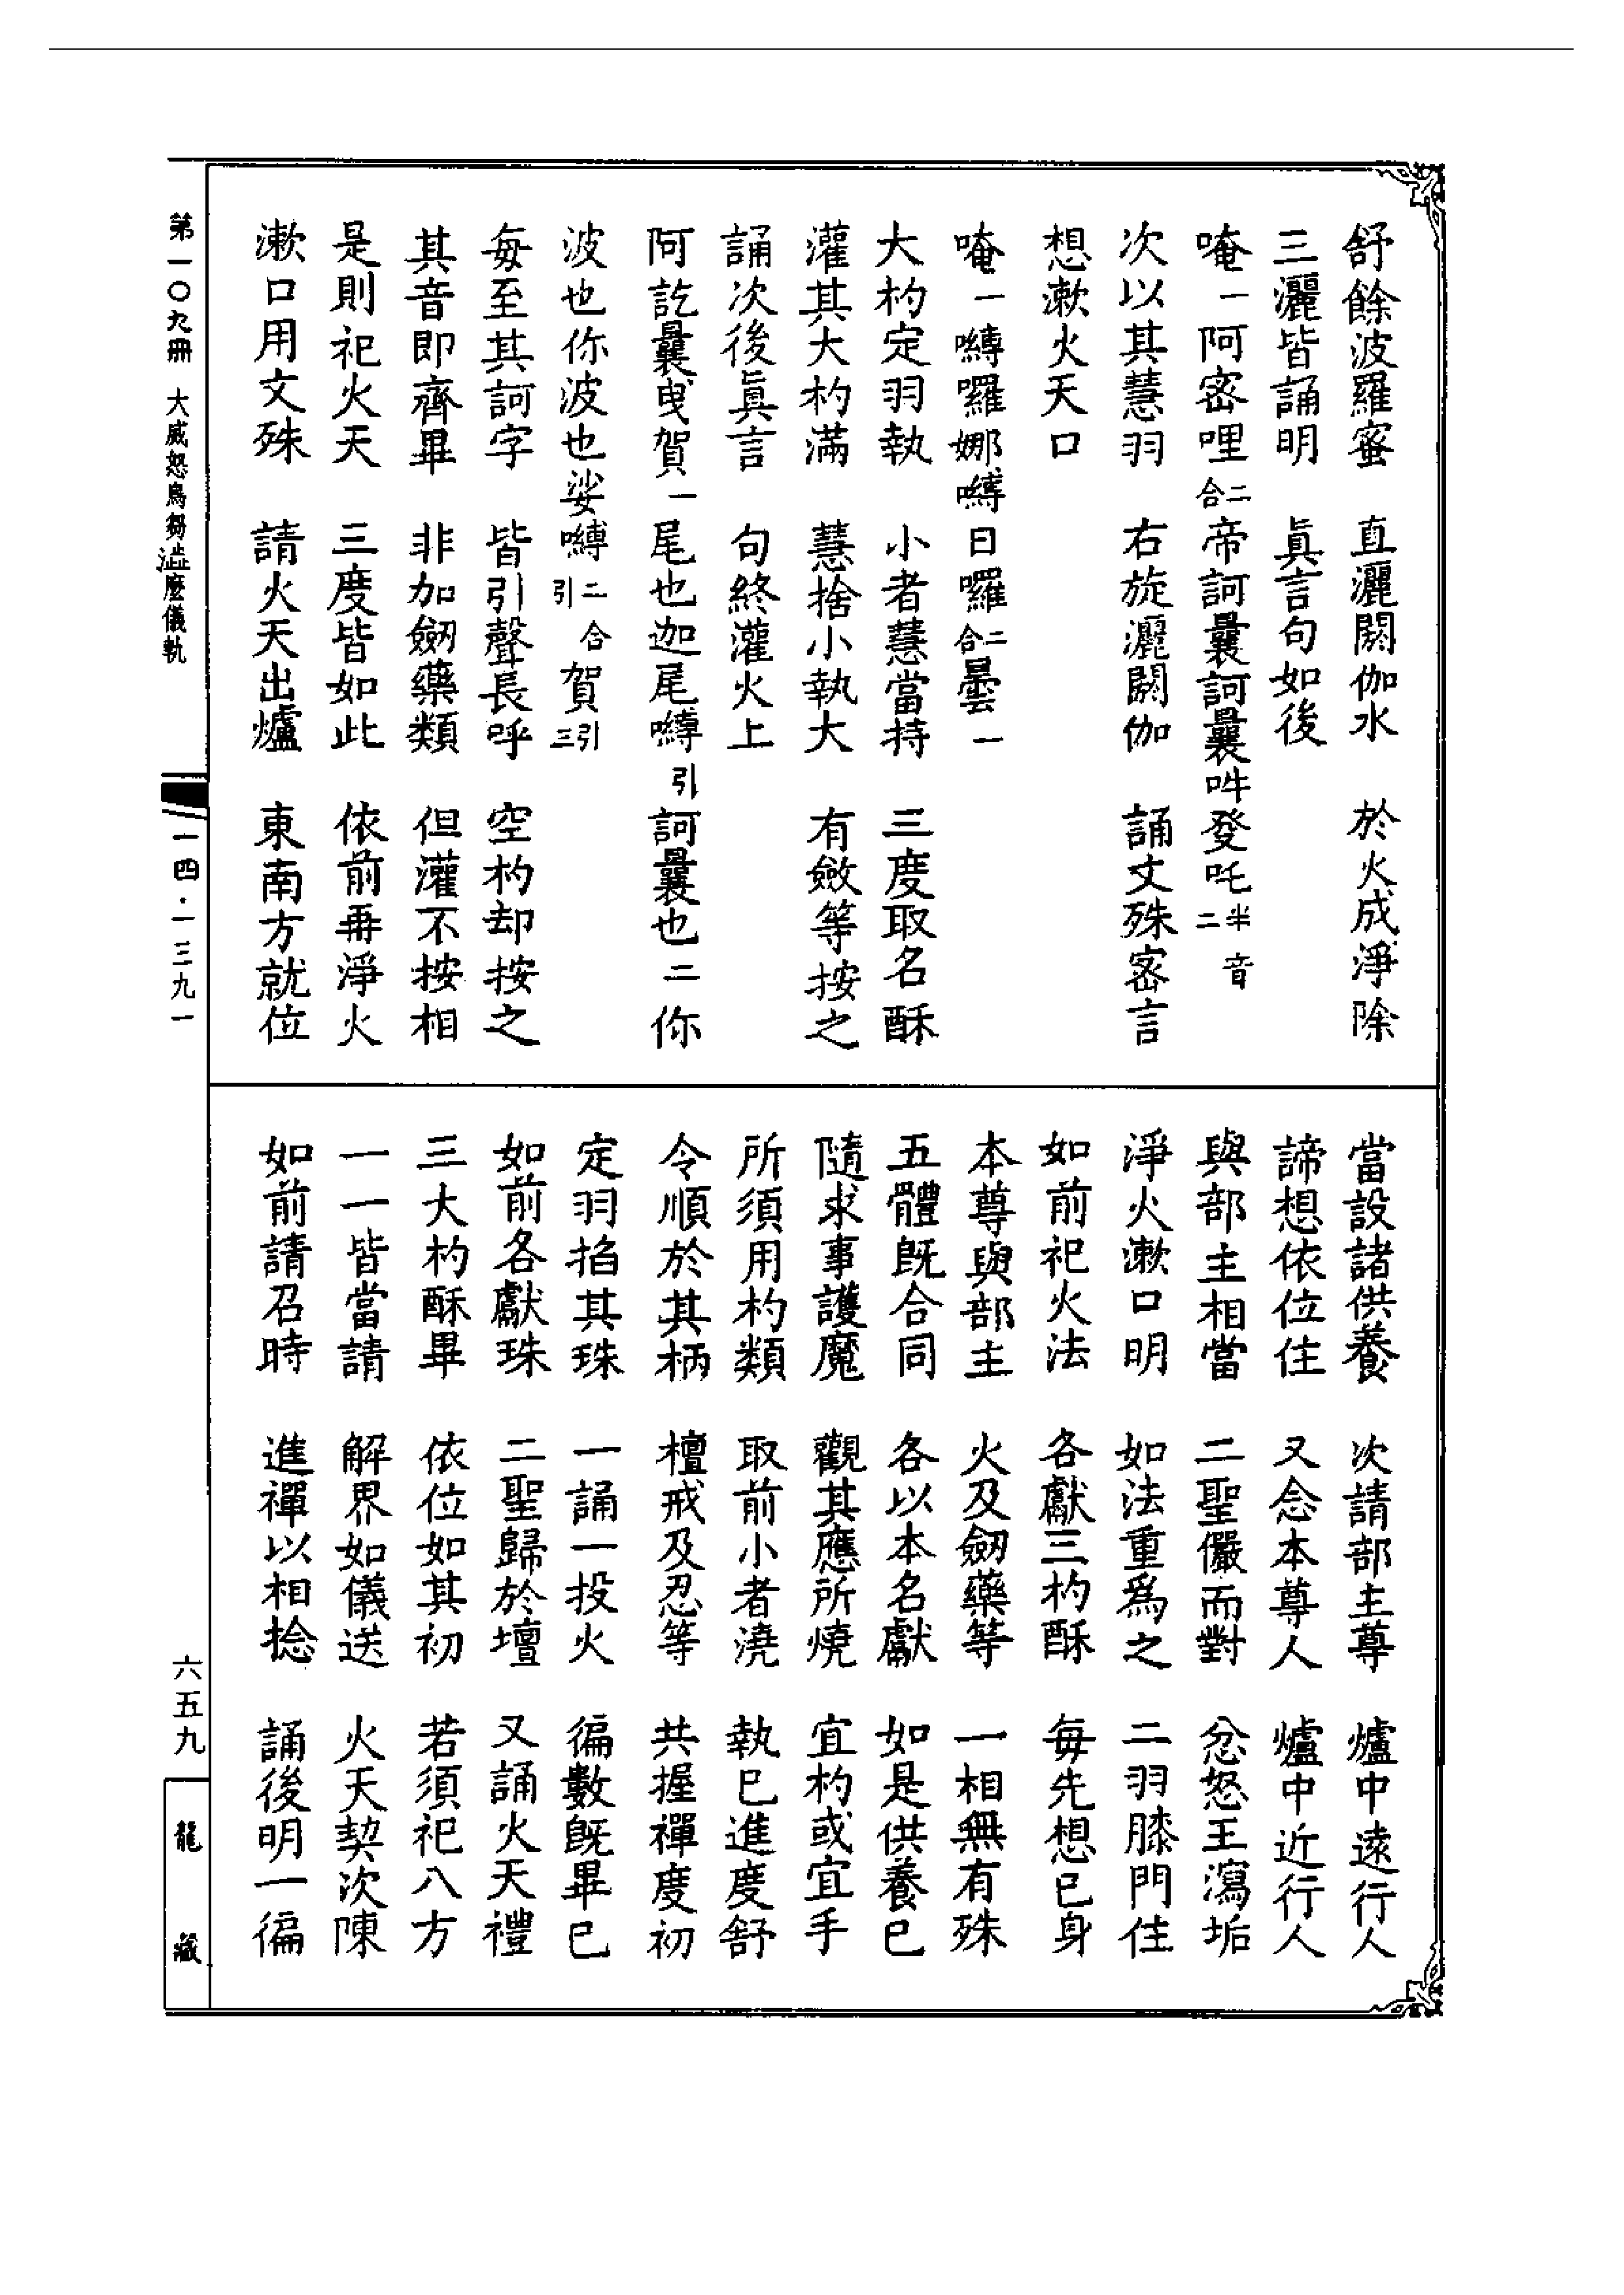 舒餘波羅蜜　直灑閼伽水　於火成淨除
三灑皆誦明　眞言句如後
唵一阿密哩二合帝訶曩訶曩吽發吒半音二
次以其慧羽　右旋灑閼伽　誦文殊密言
想漱火天口
唵一嚩囉娜嚩日囉二合曇一
大杓定羽執　小者慧當持　三度取名酥
灌其大杓滿　慧捨小執大　有斂等按之
誦次後眞言　句終灌火上
阿訖曩曳賀一尾也迦尾嚩引訶曩也二你
波也你波也娑嚩二合引賀引三
每至其訶字　皆引聲長呼　空杓却按之
其音即齊畢　非加劒藥類　但灌不按相
是則祀火天　三度皆如此　依前再淨火
漱口用文殊　請火天出爐　東南方就位
當設諸供養　次請部主尊　爐中遠行人
諦想依位住　又念本尊人　爐中近行人
與部主相當　二聖儼而對　忿怒王瀉垢
淨火漱口明　如法重爲之　二羽膝門住
如前祀火法　各獻三杓酥　每先想已身
本尊與部主　火及劒藥等　一相無有殊
五體旣合同　各以本名獻　如是供養已
隨求事護魔　觀其應所燒　宜杓或宜手
所須用杓類　取前小者澆　執已進度舒
令順於其柄　檀戒及忍等　共握禪度初
定羽掐其珠　一誦一投火　徧數旣畢已
如前各獻珠　二聖歸於壇　又誦火天禮
三大杓酥畢　依位如其初　若須祀八方
一一皆當請　解界如儀送　火天契次陳
如前請召時　進禪以相捻　誦後明一徧
第一〇九冊　大威怒烏芻澁麼儀軌
一四·一三九一
六五九
龍藏